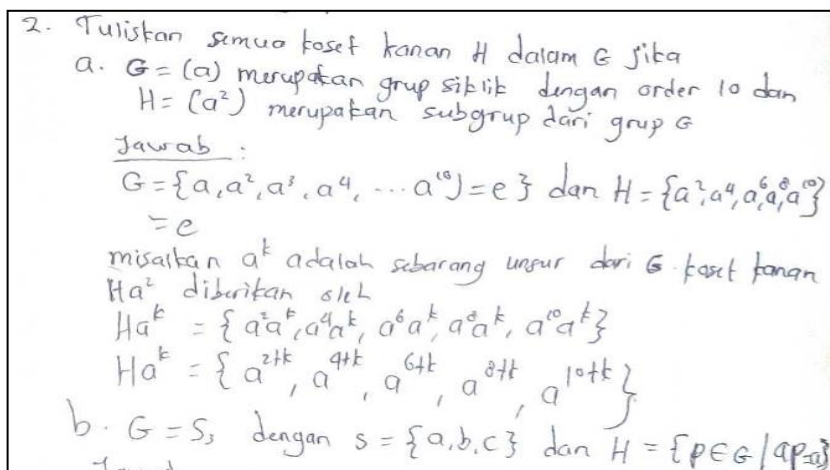 2. Tuliskan semua koset kanan H dalam G jika
a. G = (a) merupakan grup siklik dengan order 10 dan
H = (a²) merupakan subgrup dari grup G
Jawab :
G = {a, a², a³, a⁴, ... a¹⁰) = e} dan H = {a², a⁴, a⁶, a⁸, a¹⁰}
= e
misalkan aᵏ adalah sebarang unsur dari G. koset kanan
Ha² diberikan oleh
Haᵏ = {a²aᵏ, a⁴aᵏ, a⁶aᵏ, a⁸aᵏ, a¹⁰aᵏ}
Haᵏ = {a²⁺ᵏ, a⁴⁺ᵏ, a⁶⁺ᵏ, a⁸⁺ᵏ, a¹⁰⁺ᵏ}
b. G = S₃ dengan s = {a, b, c} dan H = {p ∈ G | ap = a}